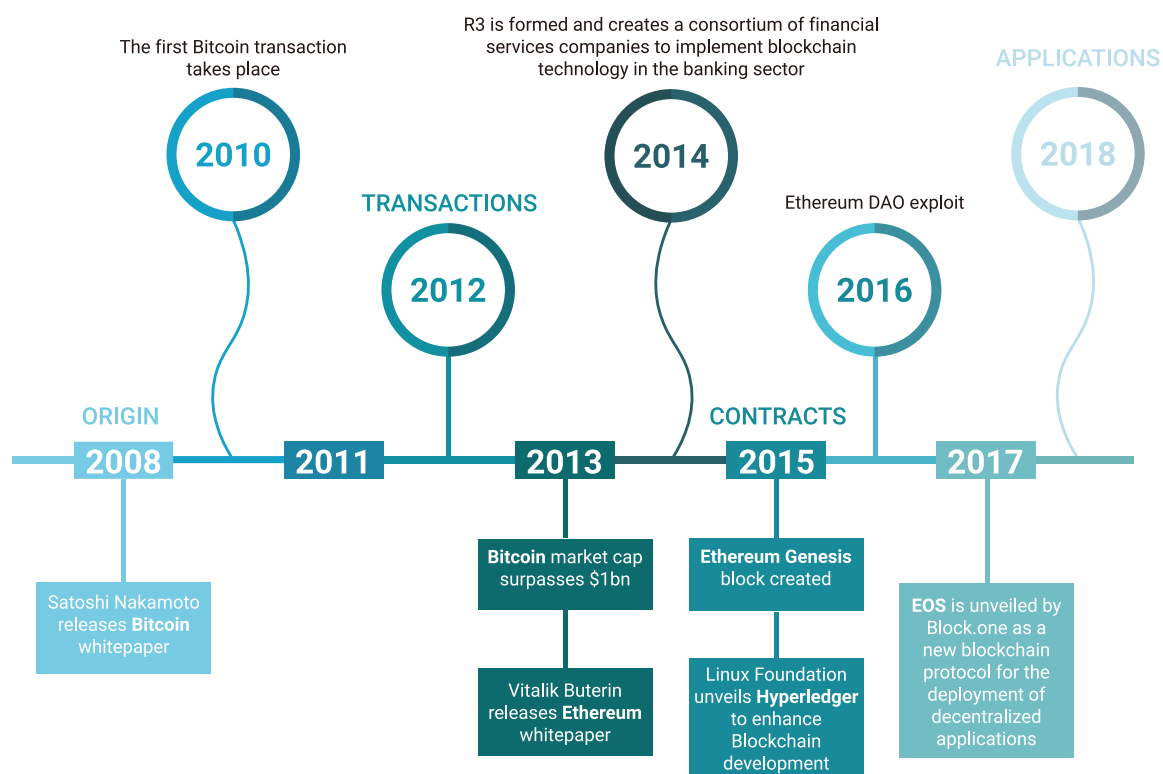 The first Bitcoin transaction
takes place
2010
R3 is formed and creates a consortium of financial
services companies to implement blockchain
technology in the banking sector
2014
APPLICATIONS
2018
TRANSACTIONS
2012
Ethereum DAO exploit
2016
ORIGIN
2008
2011
2013
CONTRACTS
2015
2017
Satoshi Nakamoto
releases Bitcoin
whitepaper
Bitcoin market cap
surpasses $1bn
Vitalik Buterin
releases Ethereum
whitepaper
Ethereum Genesis
block created
Linux Foundation
unveils Hyperledger
to enhance
Blockchain
development
EOS is unveiled by
Block.one as a
new blockchain
protocol for the
deployment of
decentralized
applications